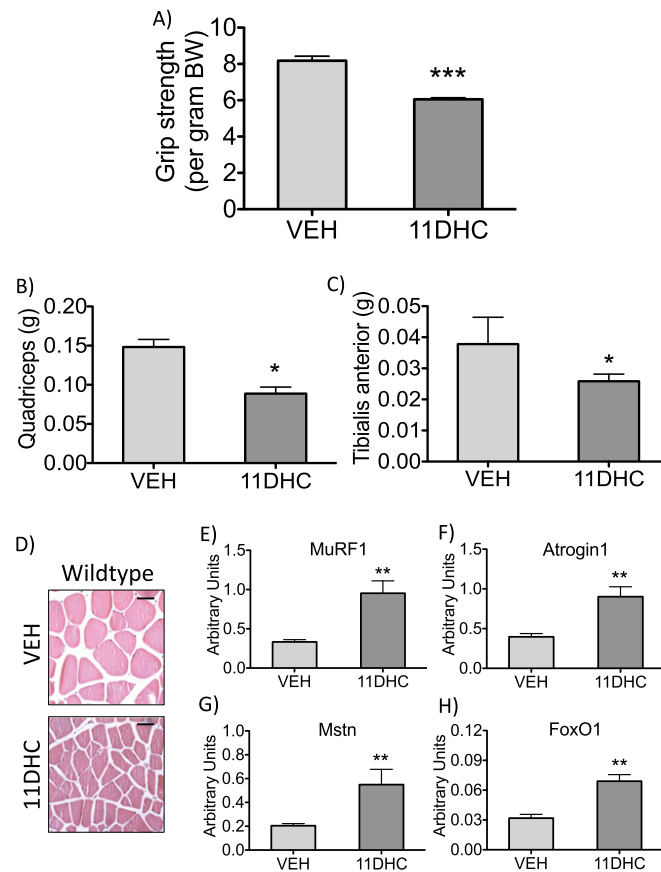 A)
Grip strength
(per gram BW)
10
8
6
4
2
0
***
VEH 11DHC
B)
Quadriceps (g)
0.20
0.15
0.10
0.05
0.00
*
VEH 11DHC
C)
Tibialis anterior (g)
0.05
0.04
0.03
0.02
0.01
0.00
*
VEH 11DHC
D)
Wildtype
VEH
11DHC
E)
MuRF1
Arbitrary Units
1.5
1.0
0.5
0.0
**
VEH 11DHC
F)
Atrogin1
Arbitrary Units
1.5
1.0
0.5
0.0
**
VEH 11DHC
G)
Mstn
Arbitrary Units
1.0
0.8
0.6
0.4
0.2
0.0
**
VEH 11DHC
H)
FoxO1
Arbitrary Units
0.12
0.09
0.06
0.03
0.00
**
VEH 11DHC